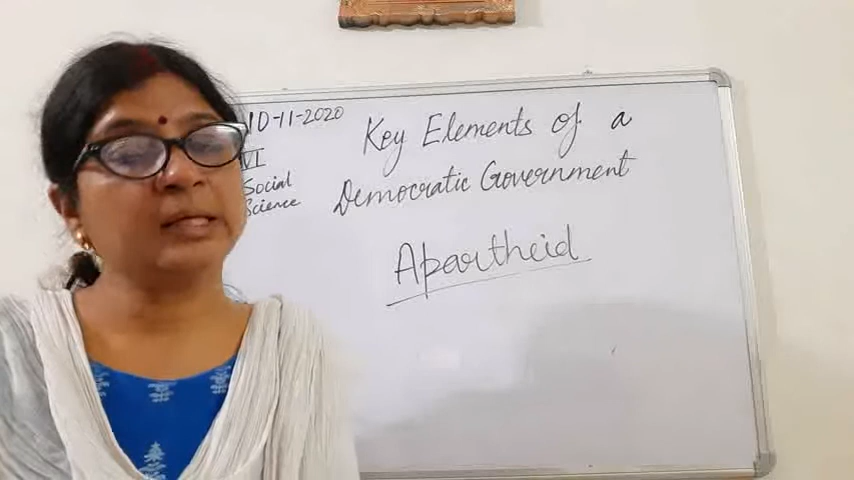 10-11-2020
VI
Social
Science
Key Elements of a
Democratic Government
Apartheid